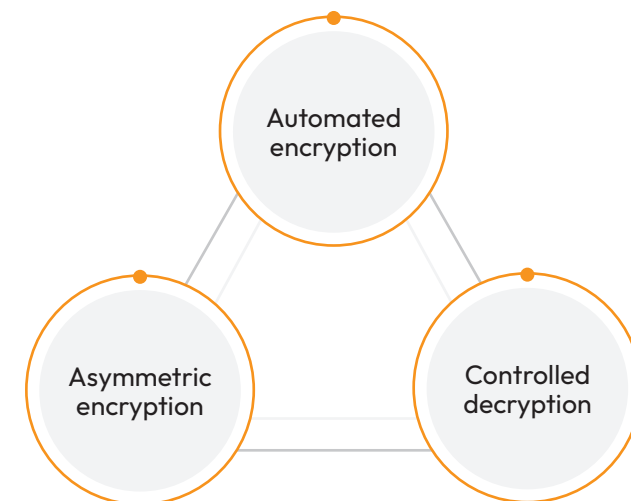 Automated
encryption
Asymmetric
encryption
Controlled
decryption